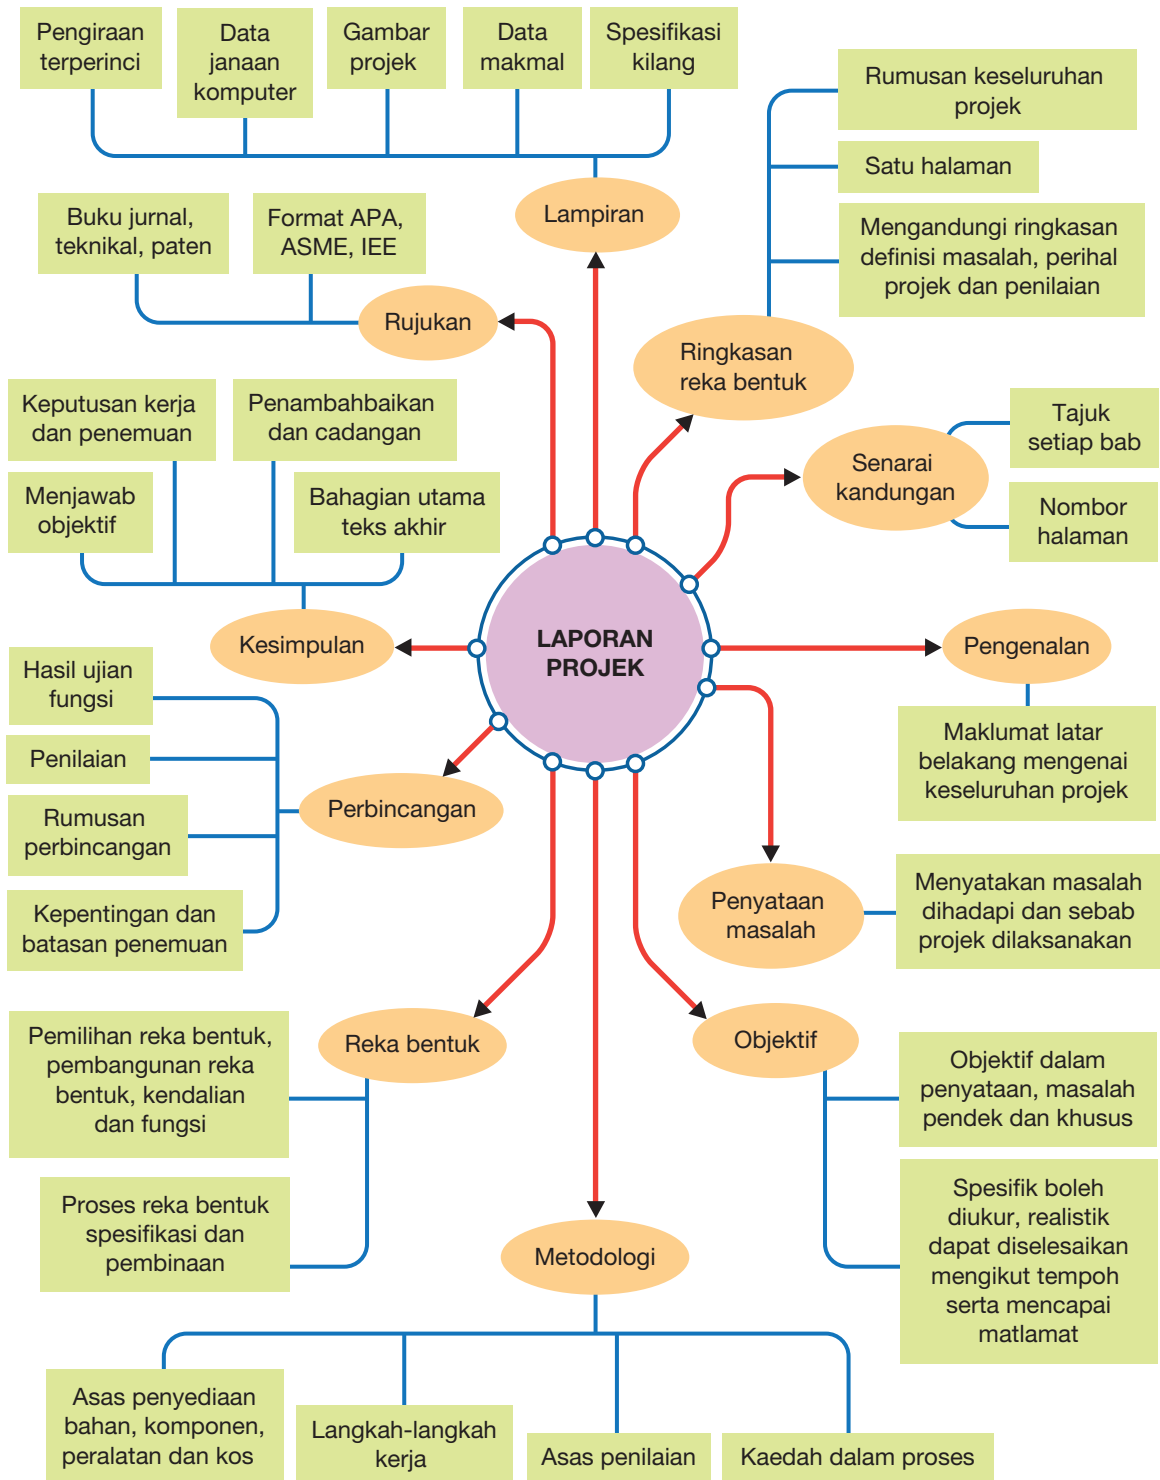 Pengiraan
terperinci
Data
janaan
komputer
Gambar
projek
Data
makmal
Spesifikasi
kilang
Lampiran
Rumusan keseluruhan
projek
Satu halaman
Mengandungi ringkasan
definisi masalah, perihal
projek dan penilaian
Ringkasan
reka bentuk
Buku jurnal,
teknikal, paten
Format APA,
ASME, IEE
Rujukan
Tajuk
setiap bab
Nombor
halaman
Senarai
kandungan
Keputusan kerja
dan penemuan
Penambahbaikan
dan cadangan
Menjawab
objektif
Bahagian utama
teks akhir
Kesimpulan
LAPORAN
PROJEK
Pengenalan
Maklumat latar
belakang mengenai
keseluruhan projek
Hasil ujian
fungsi
Penilaian
Rumusan
perbincangan
Kepentingan dan
batasan penemuan
Perbincangan
Penyataan
masalah
Menyatakan masalah
dihadapi dan sebab
projek dilaksanakan
Reka bentuk
Pemilihan reka bentuk,
pembangunan reka
bentuk, kendalian
dan fungsi
Proses reka bentuk
spesifikasi dan
pembinaan
Objektif
Objektif dalam
penyataan, masalah
pendek dan khusus
Spesifik boleh
diukur, realistik
dapat diselesaikan
mengikut tempoh
serta mencapai
matlamat
Metodologi
Asas penyediaan
bahan, komponen,
peralatan dan kos
Langkah-langkah
kerja
Asas penilaian
Kaedah dalam proses